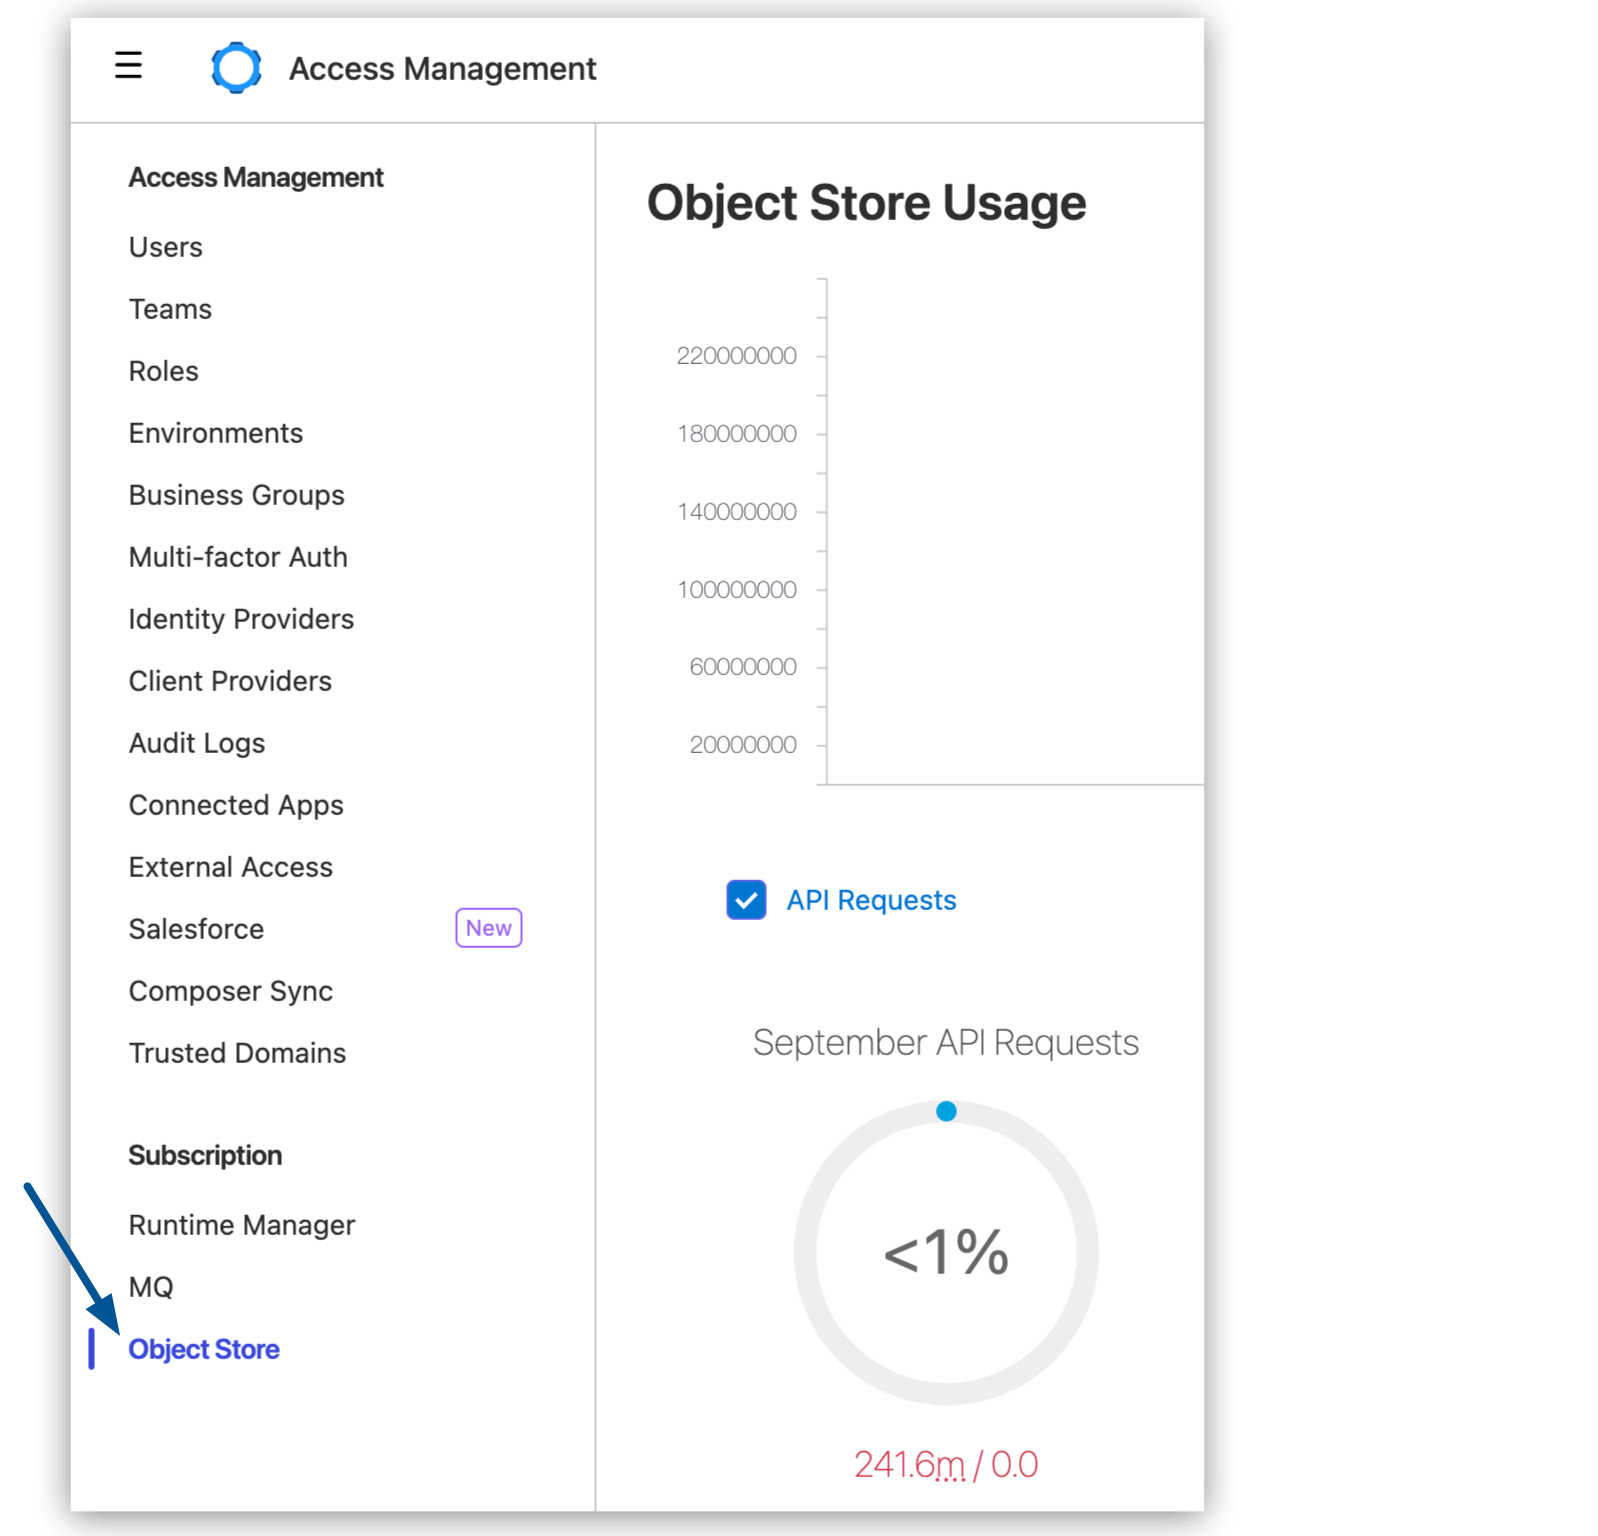 Access Management
Access Management
Users
Teams
Roles
Environments
Business Groups
Multi-factor Auth
Identity Providers
Client Providers
Audit Logs
Connected Apps
External Access
Salesforce New
Composer Sync
Trusted Domains
Subscription
Runtime Manager
MQ
Object Store
Object Store Usage
220000000
180000000
140000000
100000000
60000000
20000000
API Requests
September API Requests
<1%
241.6m / 0.0